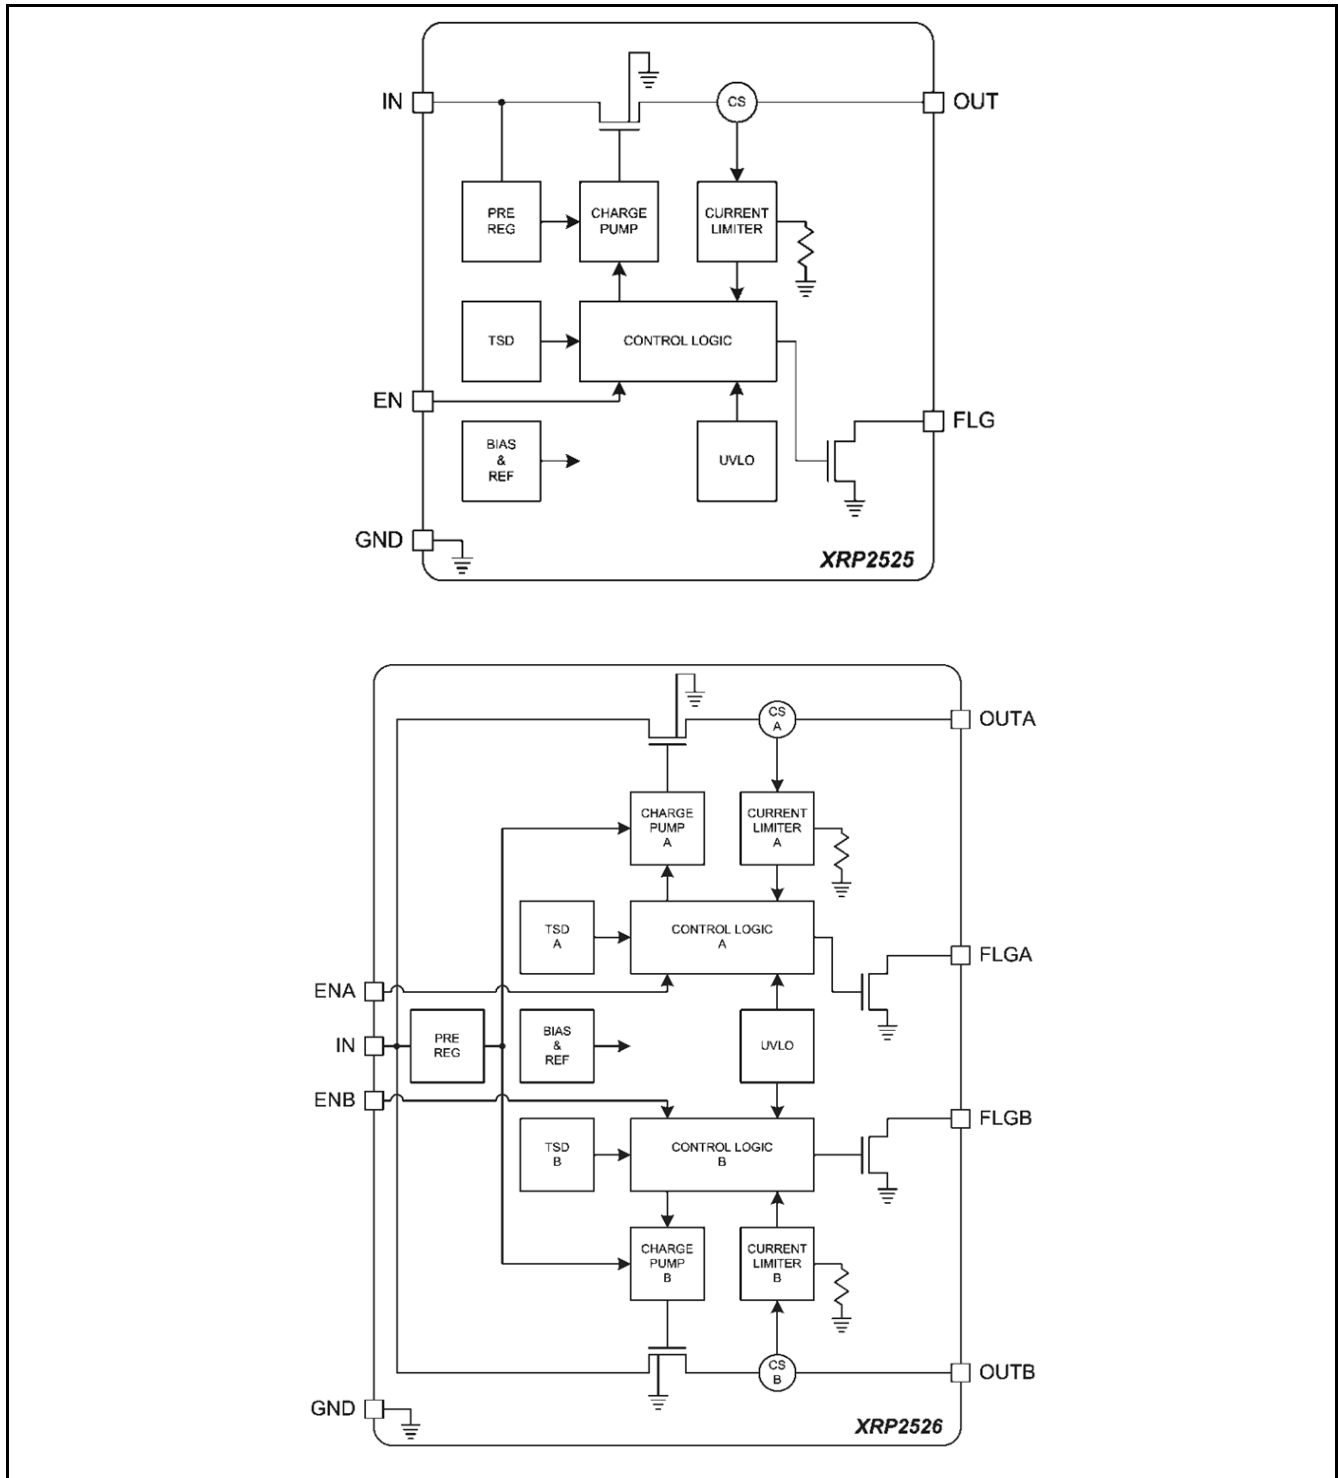 IN
CS
OUT
PRE
REG
CHARGE
PUMP
CURRENT
LIMITER
TSD
CONTROL LOGIC
EN
FLG
BIAS
&
REF
UVLO
GND
XRP2525
CS
A
OUTA
CHARGE
PUMP
A
CURRENT
LIMITER
A
TSD
A
CONTROL LOGIC
A
FLGA
ENA
IN
PRE
REG
BIAS
&
REF
UVLO
ENB
FLGB
TSD
B
CONTROL LOGIC
B
CHARGE
PUMP
B
CURRENT
LIMITER
B
CS
B
OUTB
GND
XRP2526